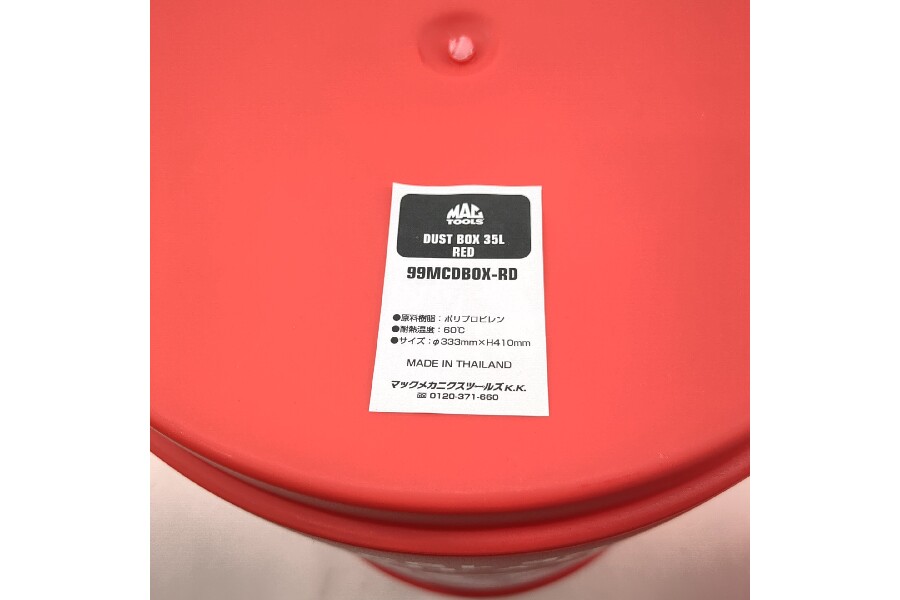 MAC
TOOLS
DUST BOX 35L
RED
99MCDBOX-RD
●原料樹脂：ポリプロピレン
●耐熱温度：60℃
●サイズ：φ333mm×H410mm
MADE IN THAILAND
マックメカニクスツールズK.K.
0120-371-660